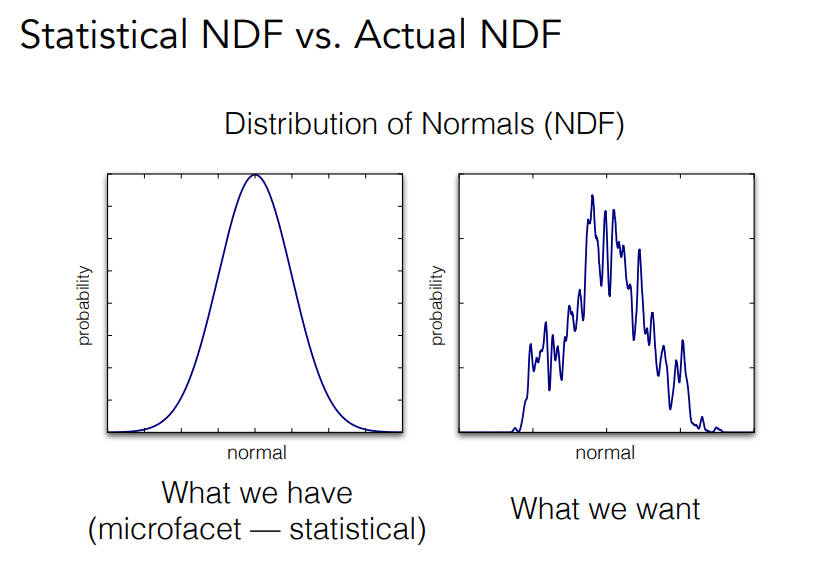 Statistical NDF vs. Actual NDF
Distribution of Normals (NDF)
probability
normal
What we have
(microfacet — statistical)
probability
normal
What we want